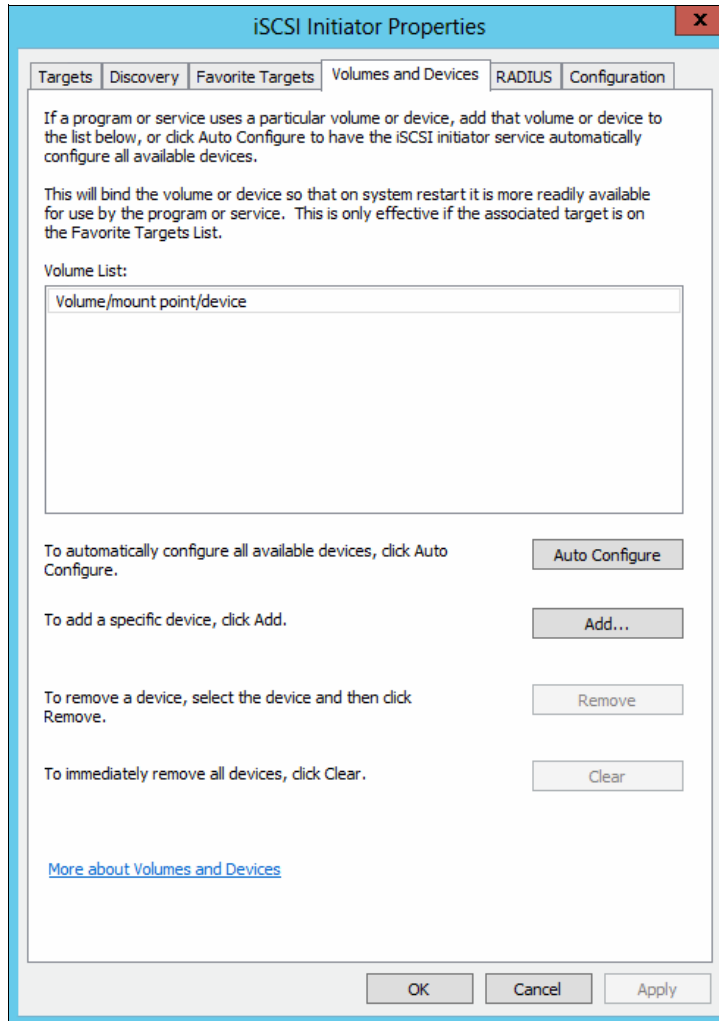 iSCSI Initiator Properties
x
Targets Discovery Favorite Targets Volumes and Devices RADIUS Configuration
If a program or service uses a particular volume or device, add that volume or device to
the list below, or click Auto Configure to have the iSCSI initiator service automatically
configure all available devices.
This will bind the volume or device so that on system restart it is more readily available
for use by the program or service.  This is only effective if the associated target is on
the Favorite Targets List.
Volume List:
Volume/mount point/device
To automatically configure all available devices, click Auto
Configure.
Auto Configure
To add a specific device, click Add.
Add...
To remove a device, select the device and then click
Remove.
Remove
To immediately remove all devices, click Clear.
Clear
More about Volumes and Devices
OK Cancel Apply